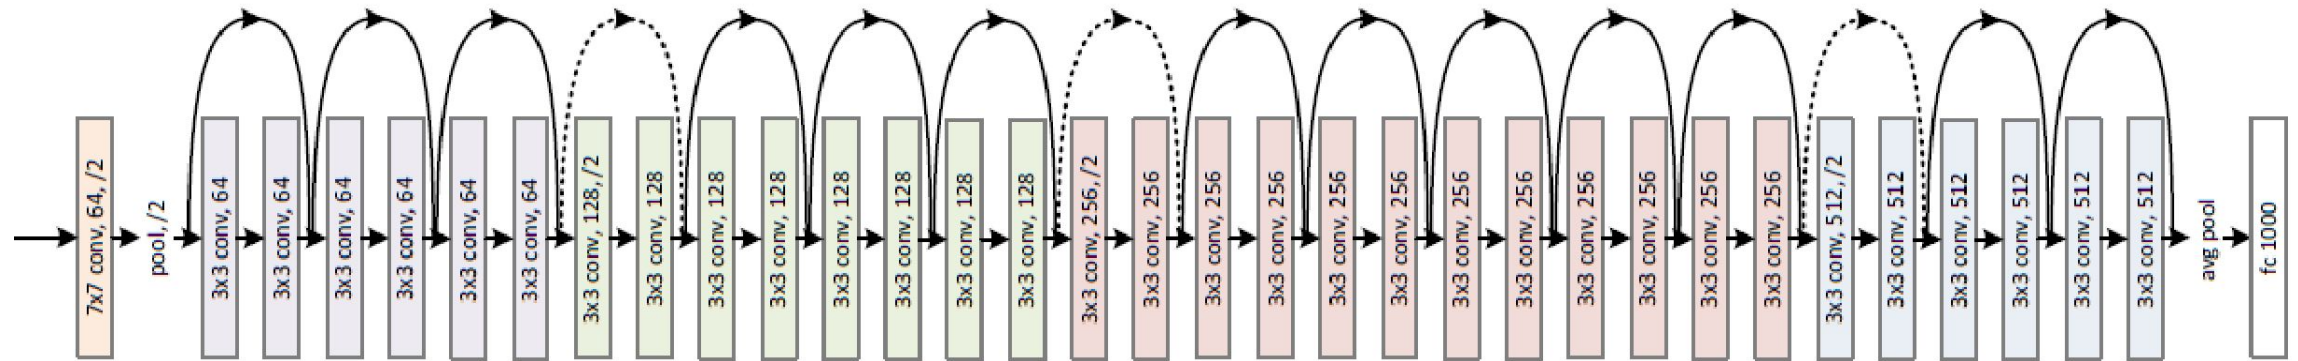 7x7 conv, 64, /2
pool, /2
3x3 conv, 64
3x3 conv, 64
3x3 conv, 64
3x3 conv, 64
3x3 conv, 64
3x3 conv, 64
3x3 conv, 128, /2
3x3 conv, 128
3x3 conv, 128
3x3 conv, 128
3x3 conv, 128
3x3 conv, 128
3x3 conv, 128
3x3 conv, 128
3x3 conv, 256, /2
3x3 conv, 256
3x3 conv, 256
3x3 conv, 256
3x3 conv, 256
3x3 conv, 256
3x3 conv, 256
3x3 conv, 256
3x3 conv, 256
3x3 conv, 256
3x3 conv, 256
3x3 conv, 256
3x3 conv, 512, /2
3x3 conv, 512
3x3 conv, 512
3x3 conv, 512
3x3 conv, 512
3x3 conv, 512
avg pool
fc 1000